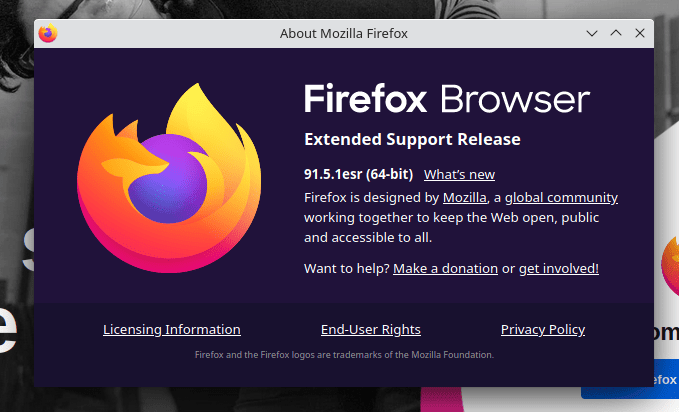 About Mozilla Firefox
Firefox Browser
Extended Support Release
91.5.1esr (64-bit) What's new
Firefox is designed by Mozilla, a global community
working together to keep the Web open, public
and accessible to all.
Want to help? Make a donation or get involved!
Licensing Information End-User Rights Privacy Policy
Firefox and the Firefox logos are trademarks of the Mozilla Foundation.